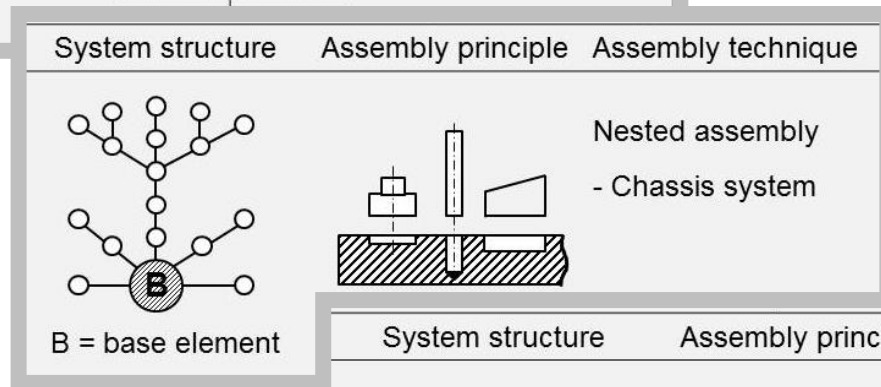 System structure Assembly principle Assembly technique
Nested assembly
- Chassis system
B
B = base element
System structure Assembly princ